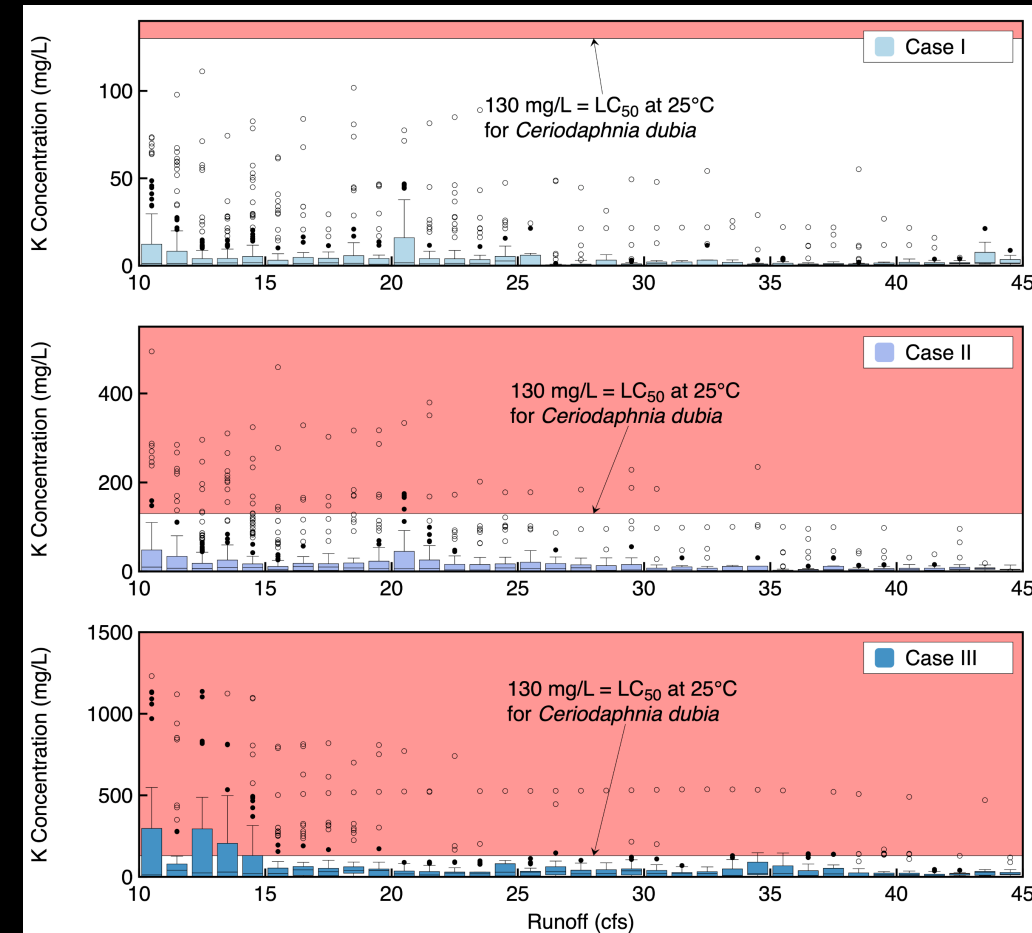 K Concentration (mg/L)
100
50
0
Case I
130 mg/L = LC50 at 25°C
for Ceriodaphnia dubia
10 15 20 25 30 35 40 45
K Concentration (mg/L)
400
200
0
Case II
130 mg/L = LC50 at 25°C
for Ceriodaphnia dubia
10 15 20 25 30 35 40 45
K Concentration (mg/L)
1500
1000
500
0
Case III
130 mg/L = LC50 at 25°C
for Ceriodaphnia dubia
10 15 20 25 30 35 40 45
Runoff (cfs)